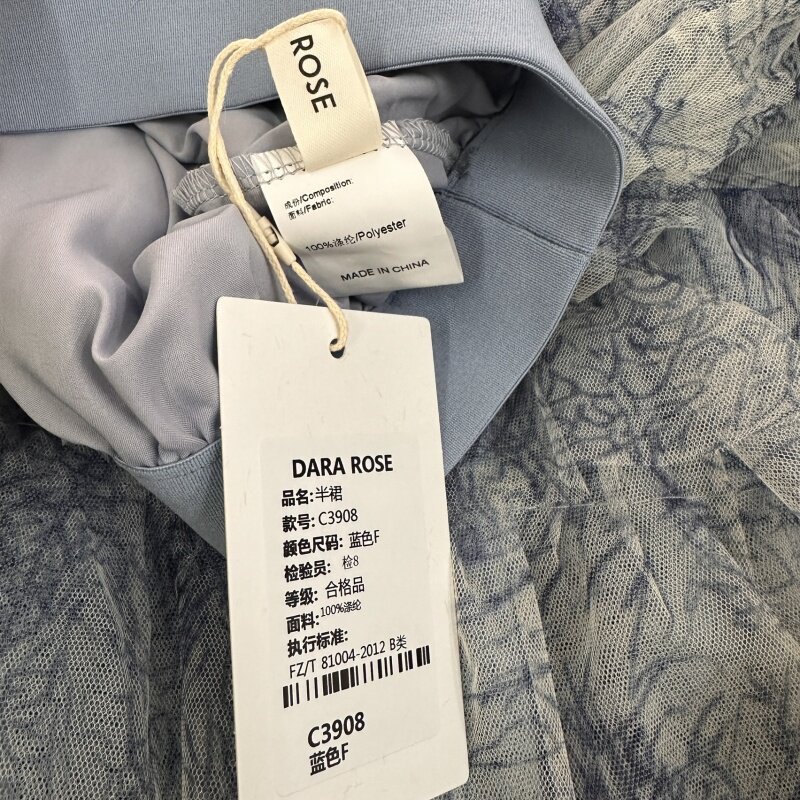 ROSE
成份/Composition:
面料/Fabric:
100%涤纶/Polyester
MADE IN CHINA
DARA ROSE
品名:半裙
款号:C3908
颜色尺码: 蓝色F
检验员: 检8
等级: 合格品
面料:100%涤纶
执行标准:
FZ/T 81004-2012 B类
C3908
蓝色F